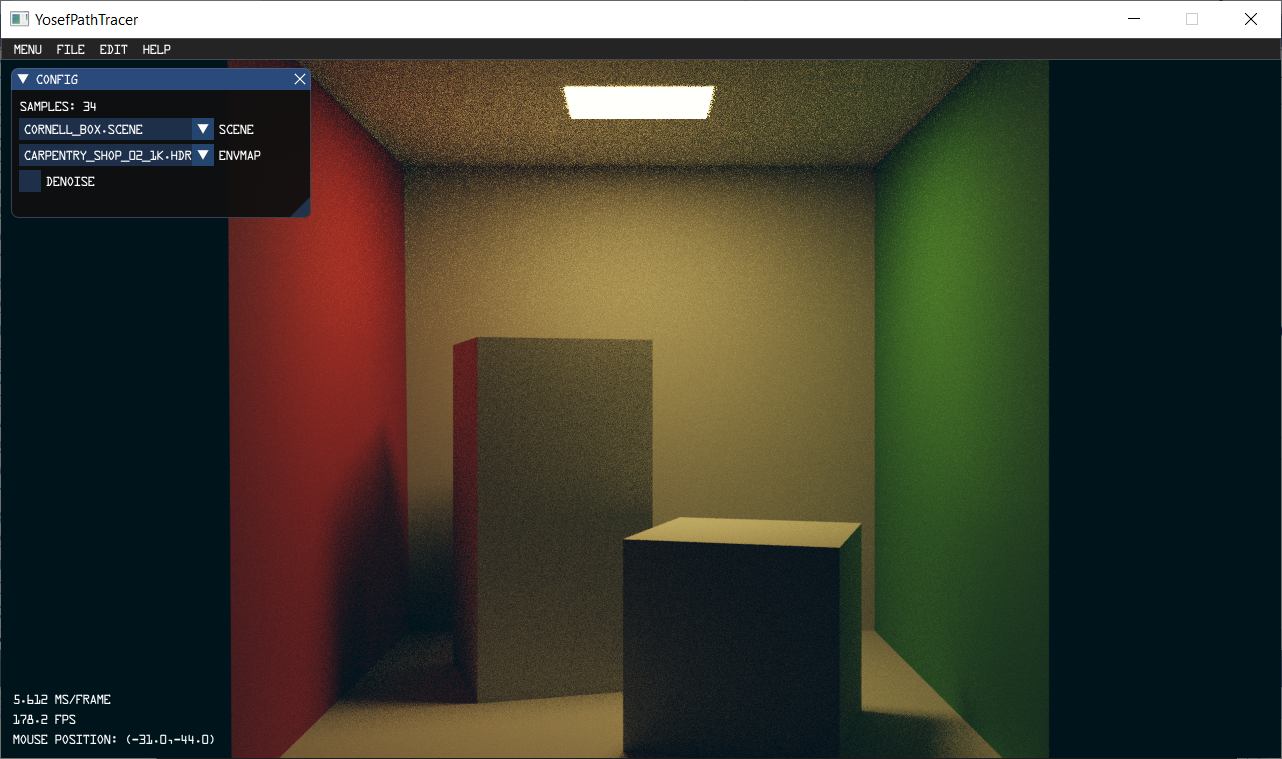 YosefPathTracer
MENU FILE EDIT HELP
CONFIG
SAMPLES: 34
CORNELL_BOX.SCENE SCENE
CARPENTRY_SHOP_02_1K.HDR ENVMAP
DENOISE
5.612 MS/FRAME
178.2 FPS
MOUSE POSITION: (-31.0,-44.0)